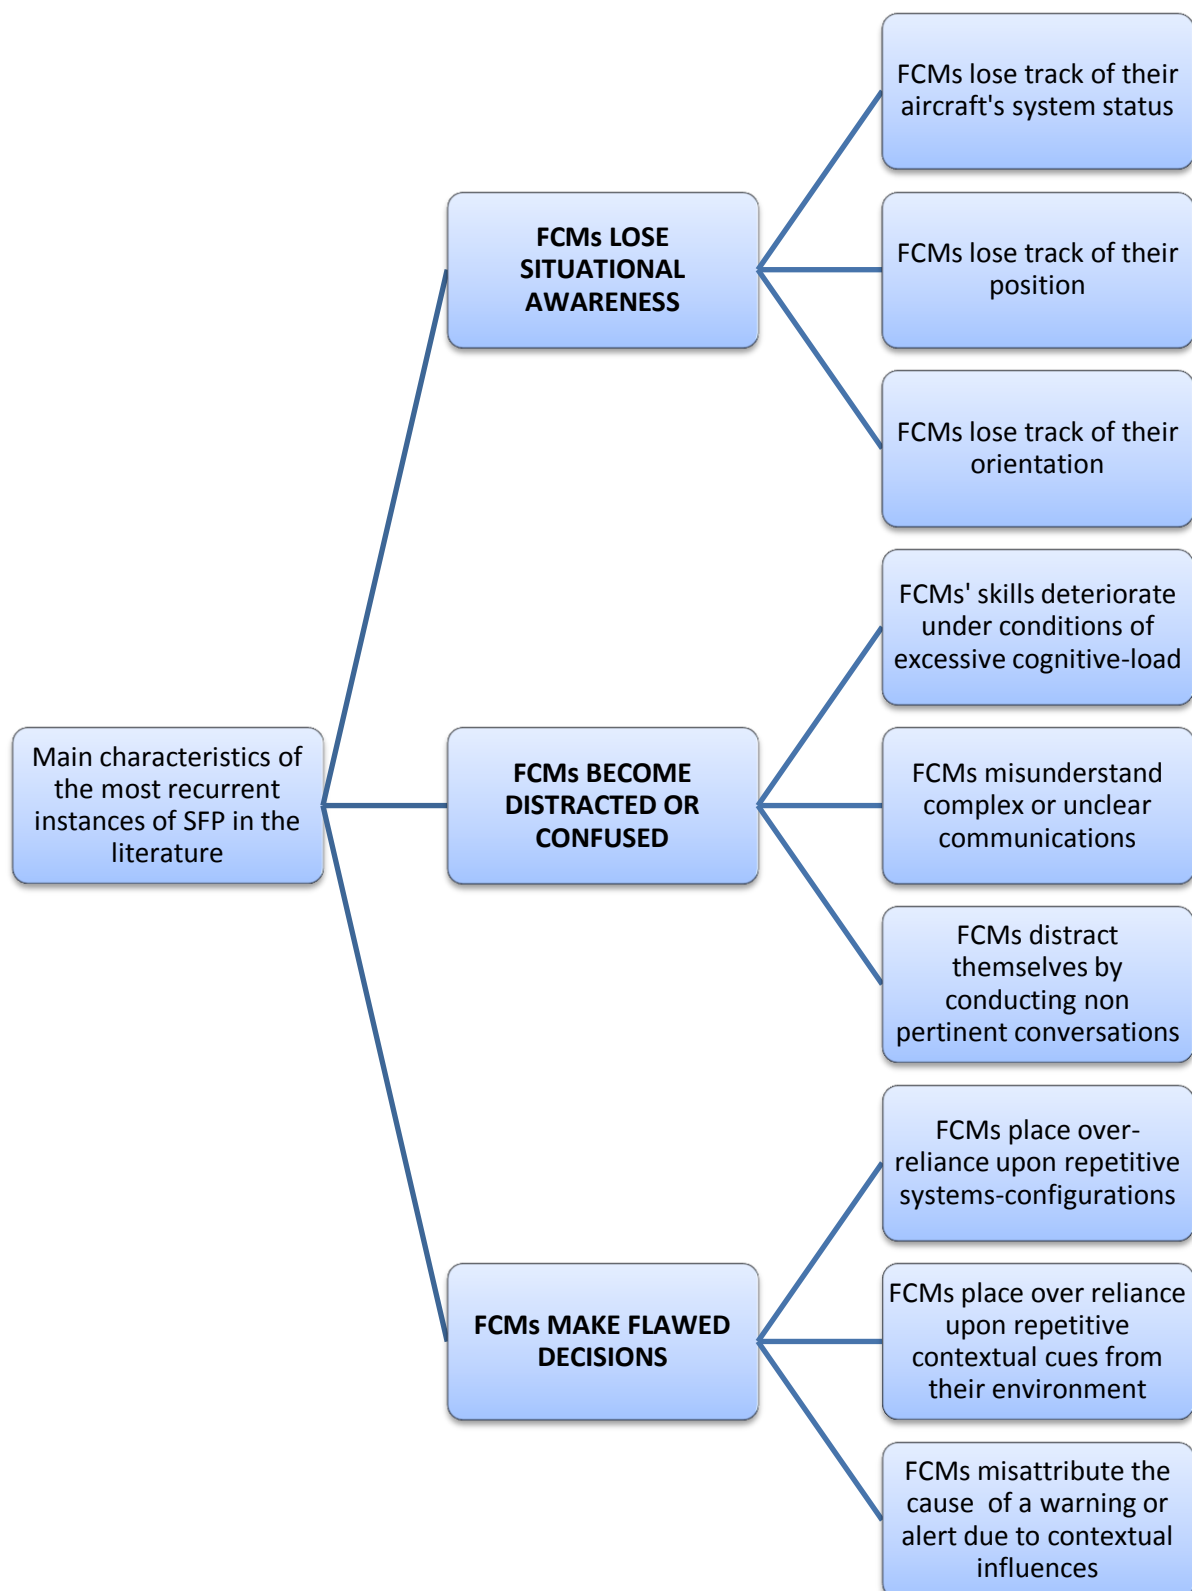 Main characteristics of
the most recurrent
instances of SFP in the
literature
FCMs LOSE
SITUATIONAL
AWARENESS
FCMs lose track of their
aircraft's system status
FCMs lose track of their
position
FCMs lose track of their
orientation
FCMs BECOME
DISTRACTED OR
CONFUSED
FCMs' skills deteriorate
under conditions of
excessive cognitive-load
FCMs misunderstand
complex or unclear
communications
FCMs distract
themselves by
conducting non
pertinent conversations
FCMs MAKE FLAWED
DECISIONS
FCMs place over-
reliance upon repetitive
systems-configurations
FCMs place over reliance
upon repetitive
contextual cues from
their environment
FCMs misattribute the
cause  of a warning or
alert due to contextual
influences